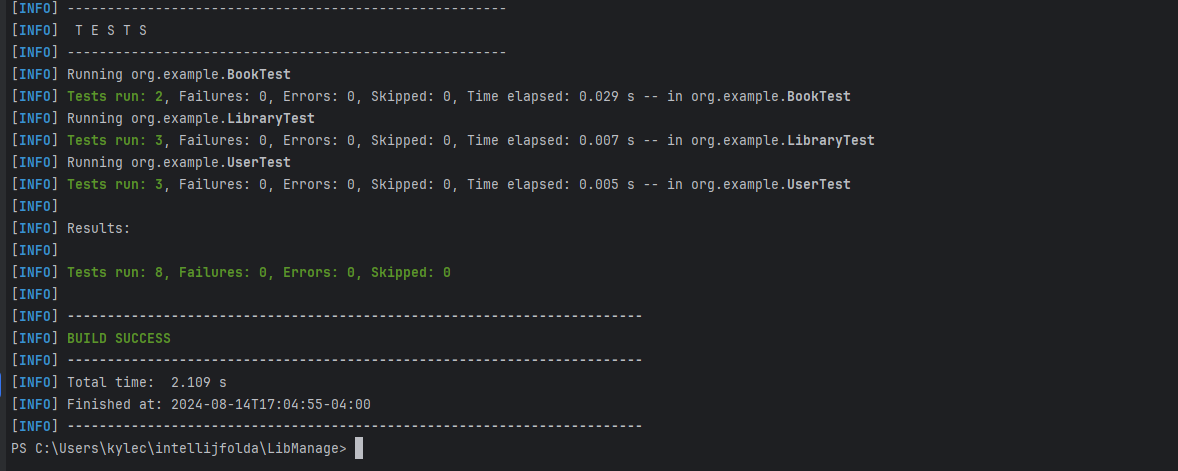 [INFO] -------------------------------------------------------
[INFO]  T E S T S
[INFO] -------------------------------------------------------
[INFO] Running org.example.BookTest
[INFO] Tests run: 2, Failures: 0, Errors: 0, Skipped: 0, Time elapsed: 0.029 s -- in org.example.BookTest
[INFO] Running org.example.LibraryTest
[INFO] Tests run: 3, Failures: 0, Errors: 0, Skipped: 0, Time elapsed: 0.007 s -- in org.example.LibraryTest
[INFO] Running org.example.UserTest
[INFO] Tests run: 3, Failures: 0, Errors: 0, Skipped: 0, Time elapsed: 0.005 s -- in org.example.UserTest
[INFO]
[INFO] Results:
[INFO]
[INFO] Tests run: 8, Failures: 0, Errors: 0, Skipped: 0
[INFO]
[INFO] ------------------------------------------------------------------------
[INFO] BUILD SUCCESS
[INFO] ------------------------------------------------------------------------
[INFO] Total time:  2.109 s
[INFO] Finished at: 2024-08-14T17:04:55-04:00
[INFO] ------------------------------------------------------------------------
PS C:\Users\kylec\intellijfolda\LibManage>